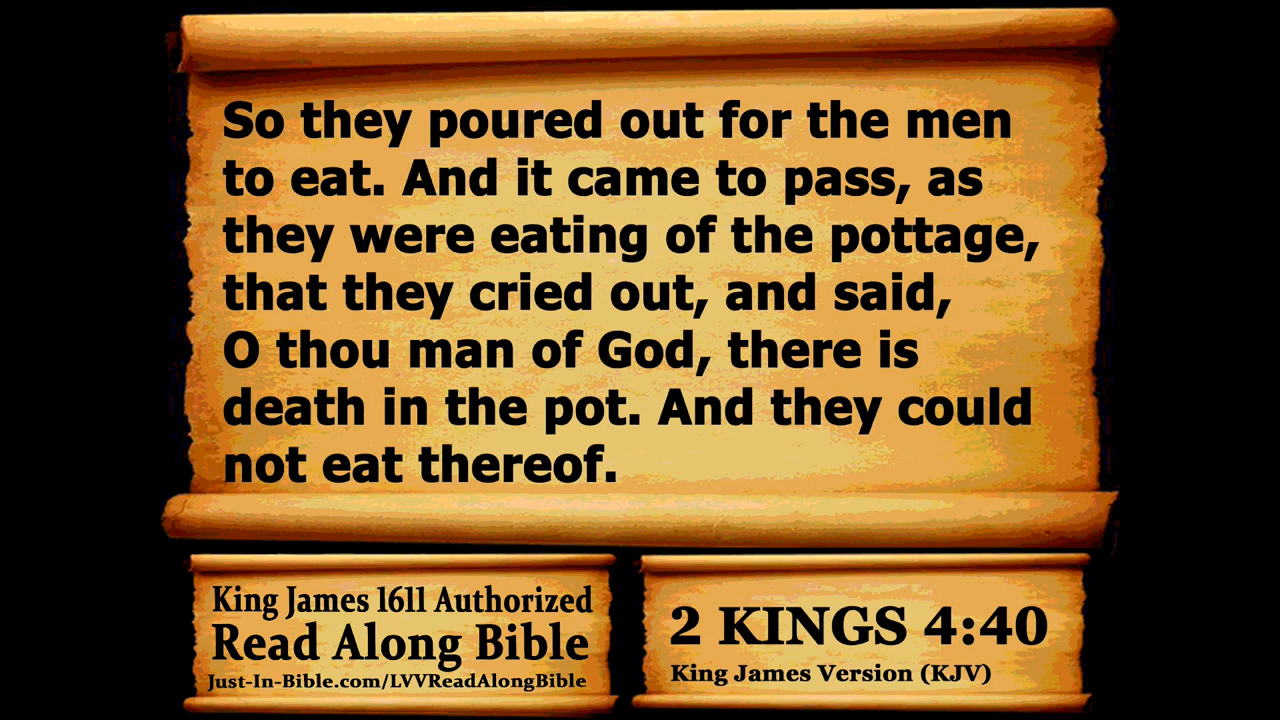 So they poured out for the men
to eat. And it came to pass, as
they were eating of the pottage,
that they cried out, and said,
O thou man of God, there is
death in the pot. And they could
not eat thereof.
King James 1611 Authorized
Read Along Bible
Just-In-Bible.com/LVVReadAlongBible
2 KINGS 4:40
King James Version (KJV)